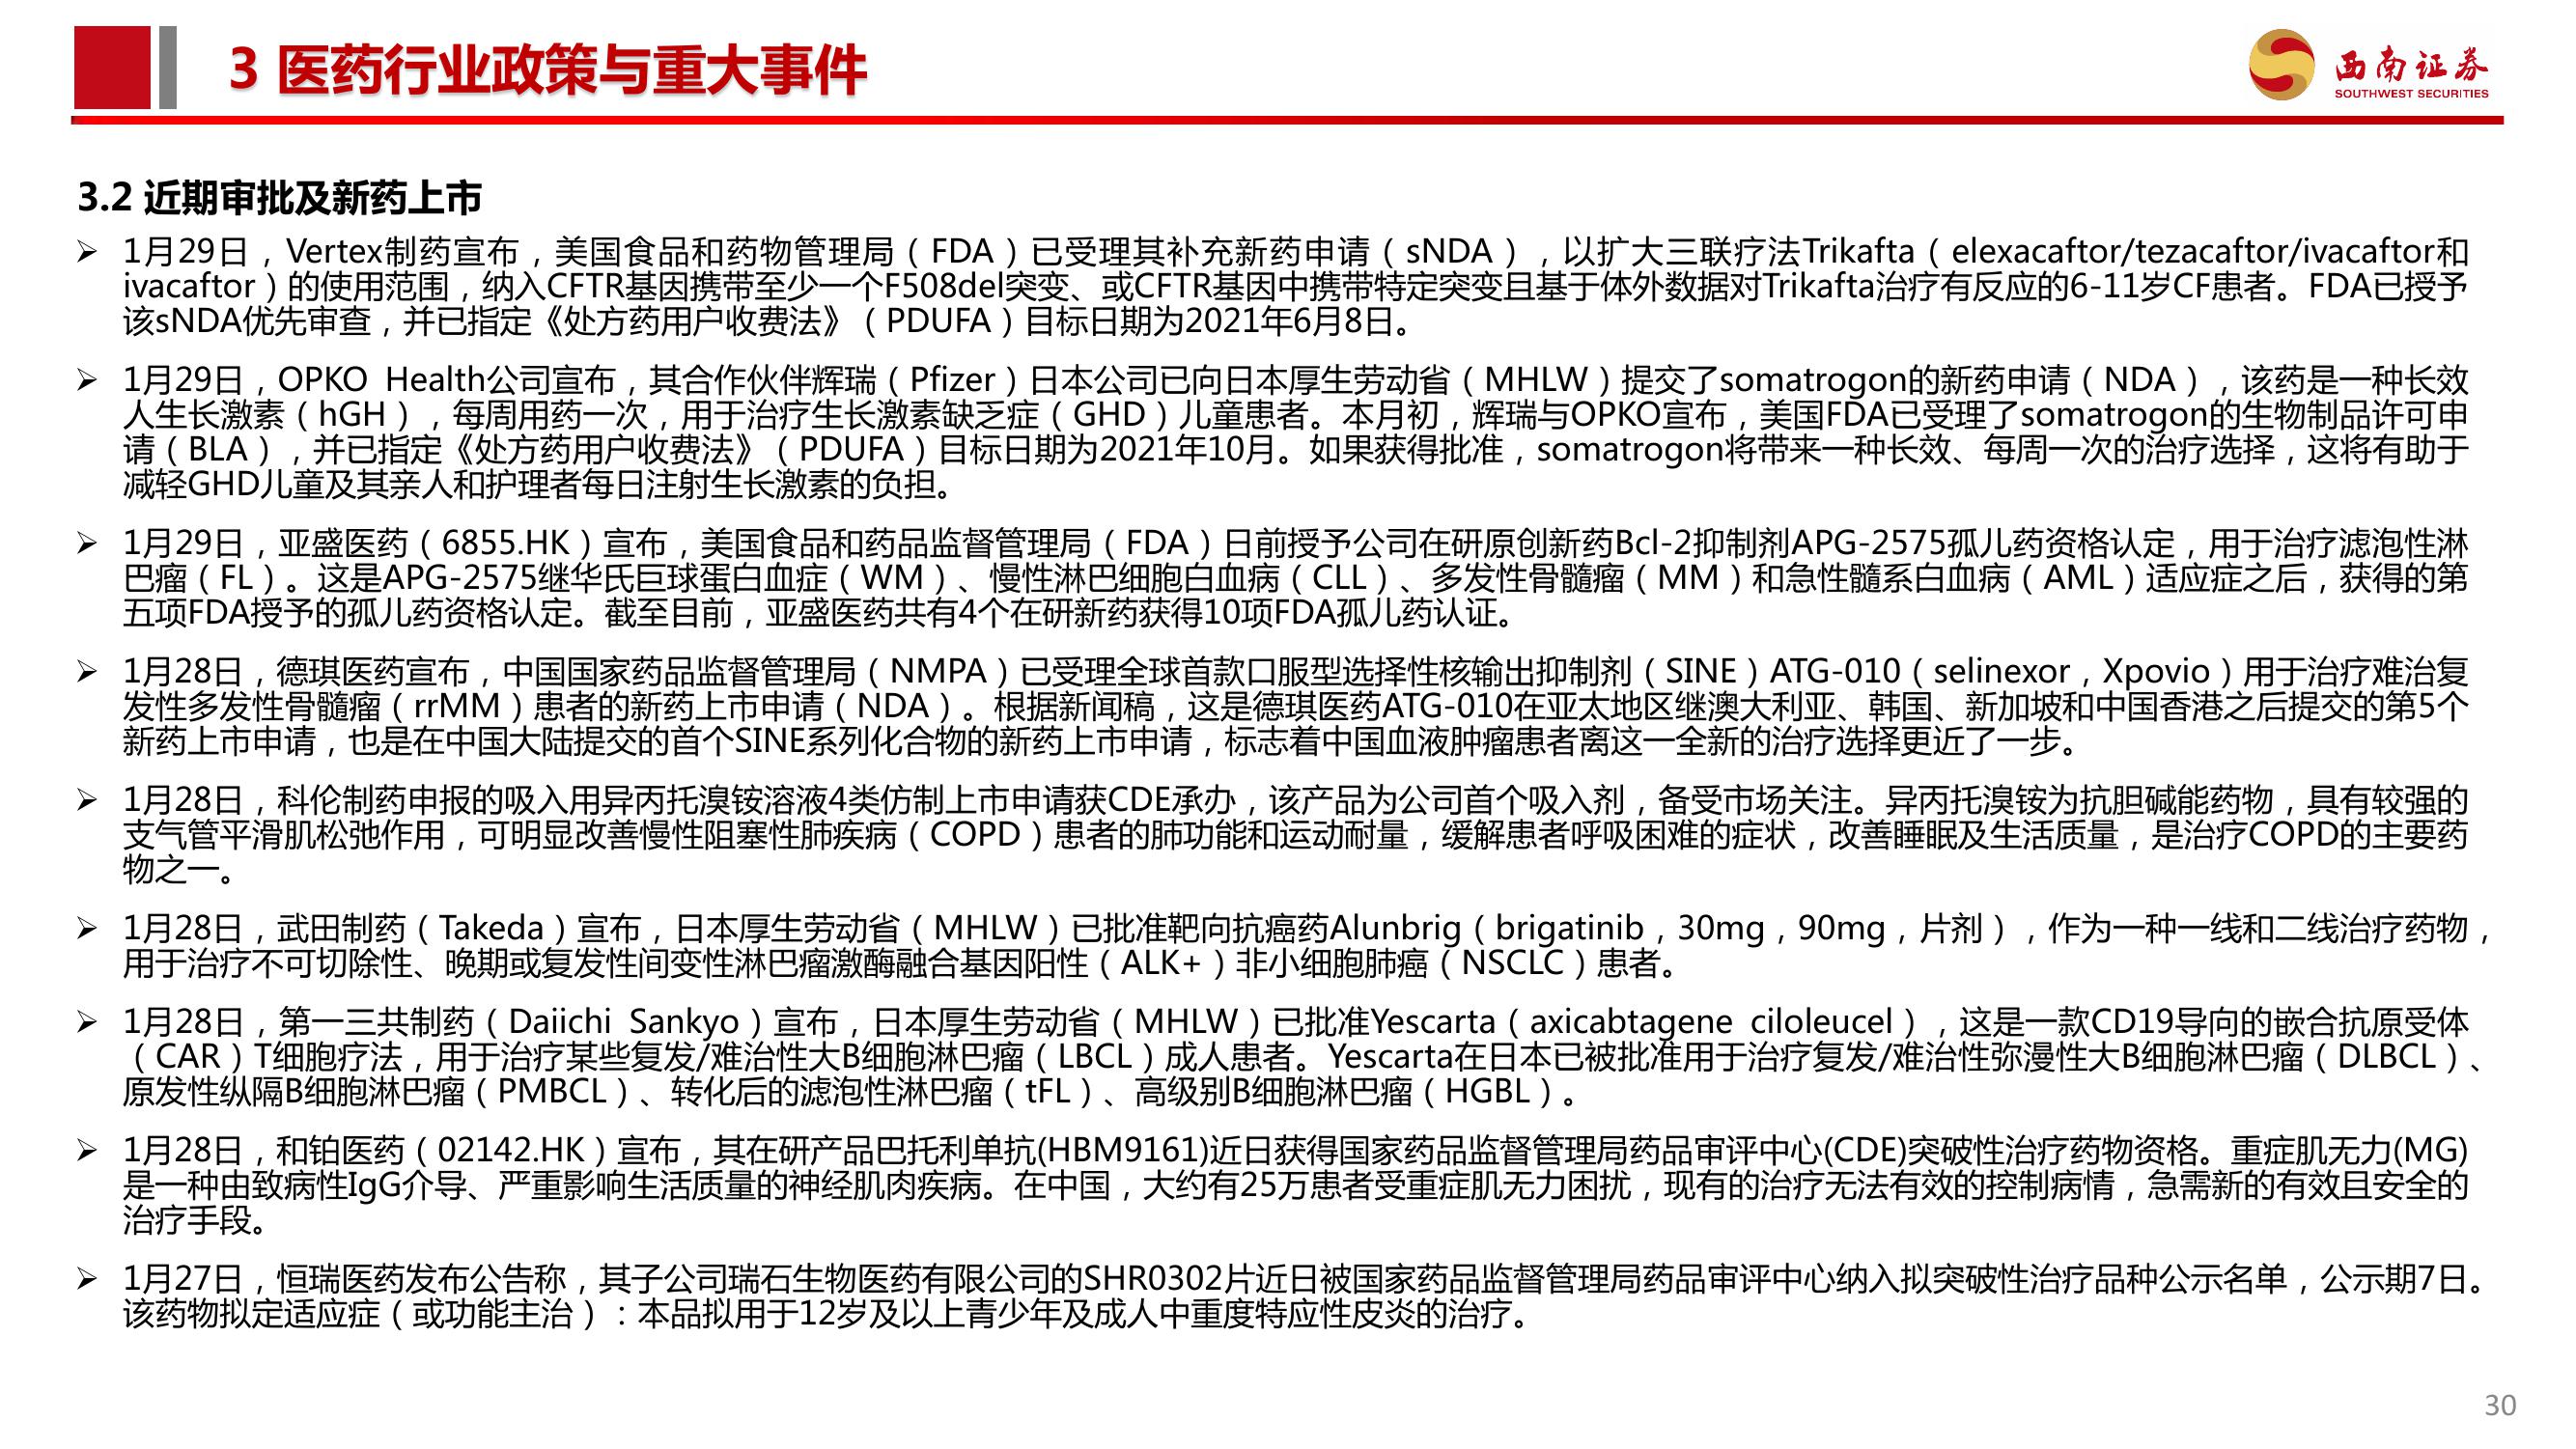 3 医药行业政策与重大事件
西南证券
SOUTHWEST SECURITIES
3.2 近期审批及新药上市
➢ 1月29日，Vertex制药宣布，美国食品和药物管理局（FDA）已受理其补充新药申请（sNDA），以扩大三联疗法Trikafta（elexacaftor/tezacaftor/ivacaftor和
ivacaftor）的使用范围，纳入CFTR基因携带至少一个F508del突变、或CFTR基因中携带特定突变且基于体外数据对Trikafta治疗有反应的6-11岁CF患者。FDA已授予
该sNDA优先审查，并已指定《处方药用户收费法》（PDUFA）目标日期为2021年6月8日。
➢ 1月29日，OPKO Health公司宣布，其合作伙伴辉瑞（Pfizer）日本公司已向日本厚生劳动省（MHLW）提交了somatrogon的新药申请（NDA），该药是一种长效
人生长激素（hGH），每周用药一次，用于治疗生长激素缺乏症（GHD）儿童患者。本月初，辉瑞与OPKO宣布，美国FDA已受理了somatrogon的生物制品许可申
请（BLA），并已指定《处方药用户收费法》（PDUFA）目标日期为2021年10月。如果获得批准，somatrogon将带来一种长效、每周一次的治疗选择，这将有助于
减轻GHD儿童及其亲人和护理者每日注射生长激素的负担。
➢ 1月29日，亚盛医药（6855.HK）宣布，美国食品和药品监督管理局（FDA）日前授予公司在研原创新药Bcl-2抑制剂APG-2575孤儿药资格认定，用于治疗滤泡性淋
巴瘤（FL）。这是APG-2575继华氏巨球蛋白血症（WM）、慢性淋巴细胞白血病（CLL）、多发性骨髓瘤（MM）和急性髓系白血病（AML）适应症之后，获得的第
五项FDA授予的孤儿药资格认定。截至目前，亚盛医药共有4个在研新药获得10项FDA孤儿药认证。
➢ 1月28日，德琪医药宣布，中国国家药品监督管理局（NMPA）已受理全球首款口服型选择性核输出抑制剂（SINE）ATG-010（selinexor，Xpovio）用于治疗难治复
发性多发性骨髓瘤（rrMM）患者的新药上市申请（NDA）。根据新闻稿，这是德琪医药ATG-010在亚太地区继澳大利亚、韩国、新加坡和中国香港之后提交的第5个
新药上市申请，也是在中国大陆提交的首个SINE系列化合物的新药上市申请，标志着中国血液肿瘤患者离这一全新的治疗选择更近了一步。
➢ 1月28日，科伦制药申报的吸入用异丙托溴铵溶液4类仿制上市申请获CDE承办，该产品为公司首个吸入剂，备受市场关注。异丙托溴铵为抗胆碱能药物，具有较强的
支气管平滑肌松弛作用，可明显改善慢性阻塞性肺疾病（COPD）患者的肺功能和运动耐量，缓解患者呼吸困难的症状，改善睡眠及生活质量，是治疗COPD的主要药
物之一。
➢ 1月28日，武田制药（Takeda）宣布，日本厚生劳动省（MHLW）已批准靶向抗癌药Alunbrig（brigatinib，30mg，90mg，片剂），作为一种一线和二线治疗药物，
用于治疗不可切除性、晚期或复发性间变性淋巴瘤激酶融合基因阳性（ALK+）非小细胞肺癌（NSCLC）患者。
➢ 1月28日，第一三共制药（Daiichi Sankyo）宣布，日本厚生劳动省（MHLW）已批准Yescarta（axicabtagene ciloleucel），这是一款CD19导向的嵌合抗原受体
（CAR）T细胞疗法，用于治疗某些复发/难治性大B细胞淋巴瘤（LBCL）成人患者。Yescarta在日本已被批准用于治疗复发/难治性弥漫性大B细胞淋巴瘤（DLBCL）、
原发性纵隔B细胞淋巴瘤（PMBCL）、转化后的滤泡性淋巴瘤（tFL）、高级别B细胞淋巴瘤（HGBL）。
➢ 1月28日，和铂医药（02142.HK）宣布，其在研产品巴托利单抗(HBM9161)近日获得国家药品监督管理局药品审评中心(CDE)突破性治疗药物资格。重症肌无力(MG)
是一种由致病性IgG介导、严重影响生活质量的神经肌肉疾病。在中国，大约有25万患者受重症肌无力困扰，现有的治疗无法有效的控制病情，急需新的有效且安全的
治疗手段。
➢ 1月27日，恒瑞医药发布公告称，其子公司瑞石生物医药有限公司的SHR0302片近日被国家药品监督管理局药品审评中心纳入拟突破性治疗品种公示名单，公示期7日。
该药物拟定适应症（或功能主治）：本品拟用于12岁及以上青少年及成人中重度特应性皮炎的治疗。
30